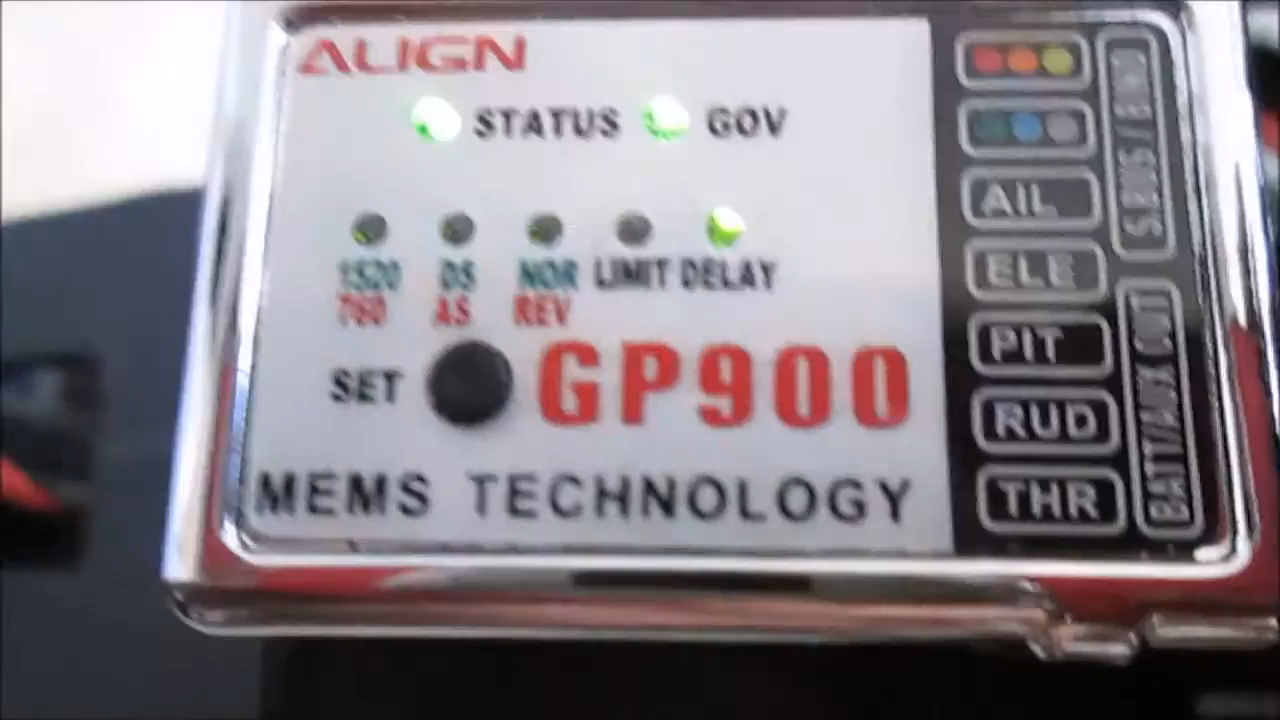 ALIGN
STATUS GOV
1520 DS NOR LIMIT DELAY
760 AS REV
SET GP900
MEMS TECHNOLOGY
AIL
ELE
PIT
RUD
THR
S.BUS /
BATT/AUX OUT